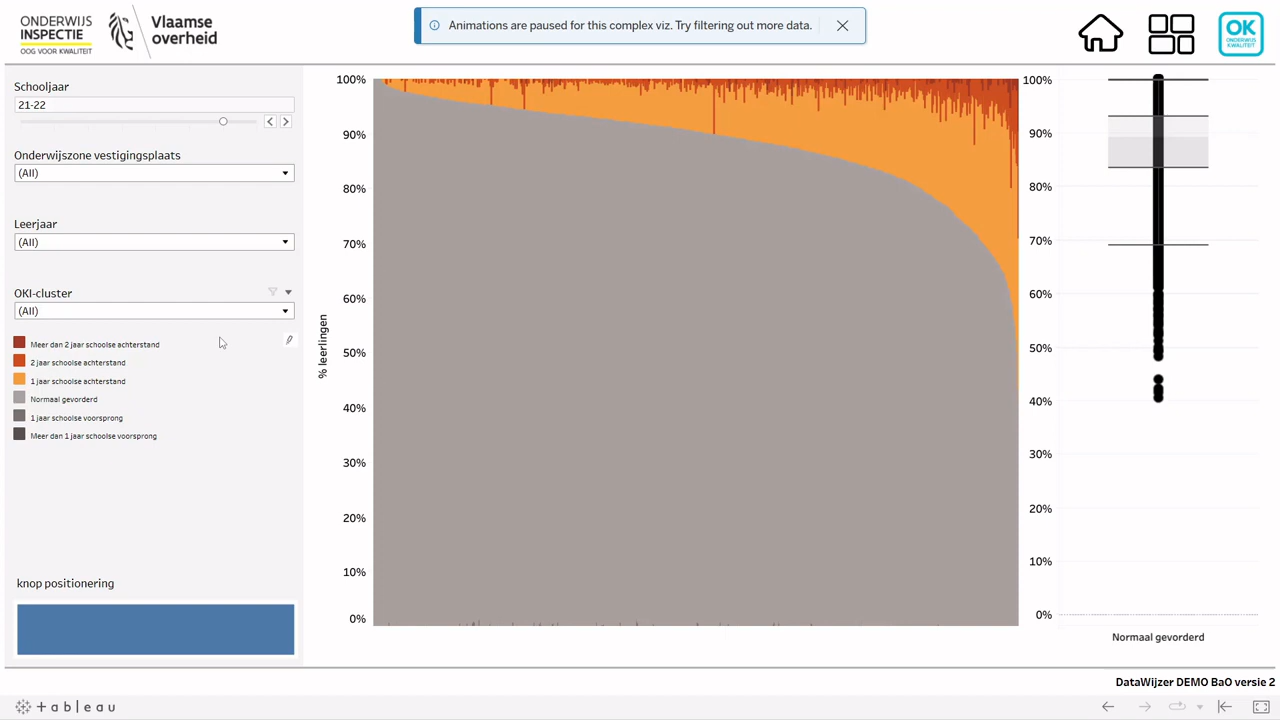 ONDERWIJS
INSPECTIE
OOG VOOR KWALITEIT
Vlaamse
overheid
Animations are paused for this complex viz. Try filtering out more data.
OK
ONDERWIJS
KWALITEIT
Schooljaar
21-22
Onderwijszone vestigingsplaats
(All)
Leerjaar
(All)
OKI-cluster
(All)
Meer dan 2 jaar schoolse achterstand
2 jaar schoolse achterstand
1 jaar schoolse achterstand
Normaal gevorderd
1 jaar schoolse voorsprong
Meer dan 1 jaar schoolse voorsprong
knop positionering
% leerlingen
100%
90%
80%
70%
60%
50%
40%
30%
20%
10%
0%
100%
90%
80%
70%
60%
50%
40%
30%
20%
10%
0%
Normaal gevorderd
DataWijzer DEMO BaO versie 2
+ableau